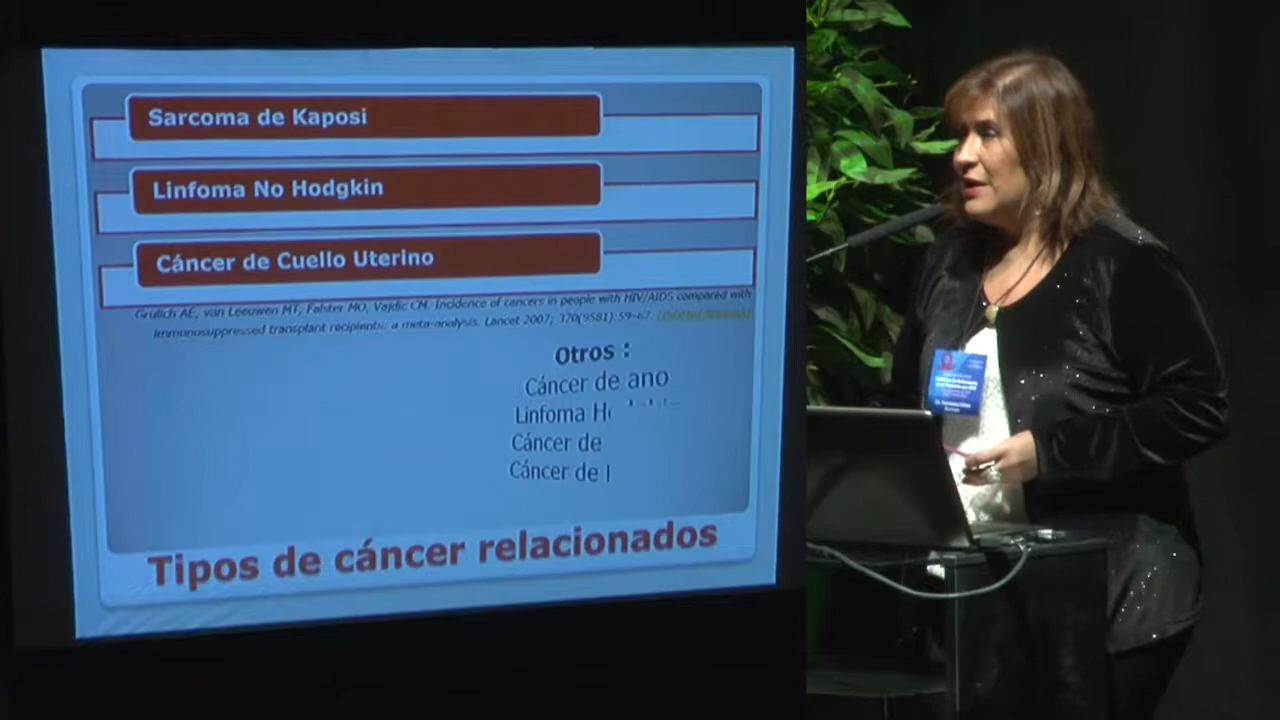 Sarcoma de Kaposi
Linfoma No Hodgkin
Cáncer de Cuello Uterino
Grulich AE, van Leeuwen MT, Falster MO, Vajdic CM. Incidence of cancers in people with HIV/AIDS compared with
immunosuppressed transplant recipients: a meta-analysis. Lancet 2007; 370(9581):59-67.
Otros :
Cáncer de ano
Linfoma
Cáncer de
Cáncer de
Tipos de cáncer relacionados